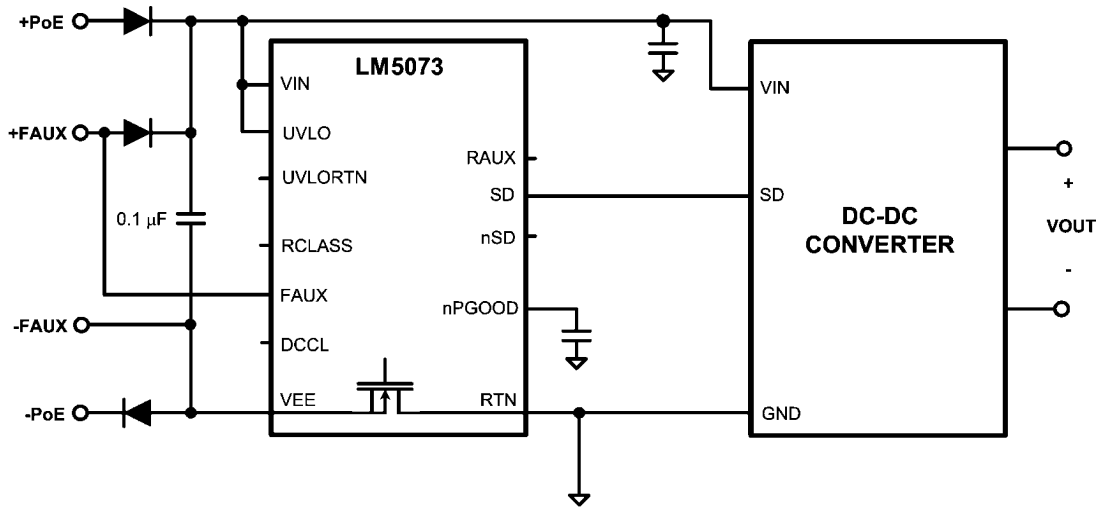 +PoE
LM5073
VIN
VIN
+FAUX
UVLO
RAUX
UVLORTN
SD
SD
+
0.1 μF
DC-DC
CONVERTER
VOUT
nSD
RCLASS
-
FAUX
nPGOOD
-FAUX
DCCL
-PoE
VEE
RTN
GND